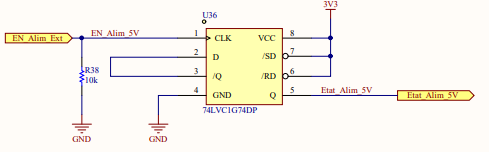 3V3
U36
EN_Alim_Ext EN_Alim_5V 1 CLK VCC 8
2 D /SD 7
R38
10k
3 /Q /RD 6
4 GND Q 5 Etat_Alim_5V Etat_Alim_5V
74LVC1G74DP
GND GND